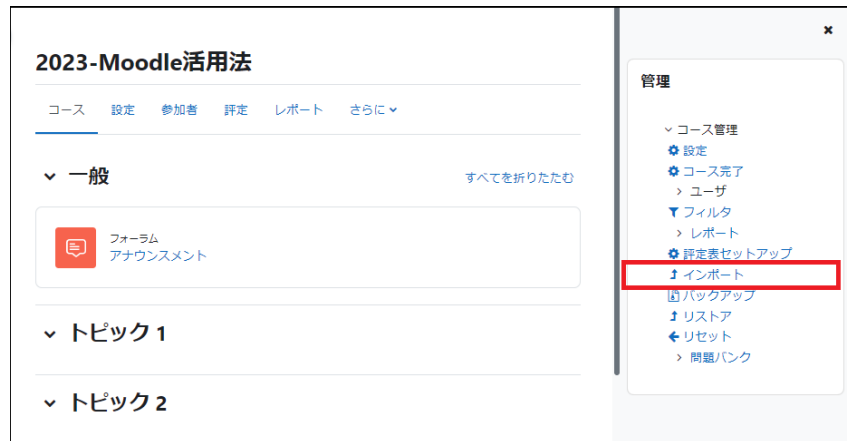 2023-Moodle活用法
コース 設定 参加者 評定 レポート さらに
一般 すべてを折りたたむ
フォーラム
アナウンスメント
トピック 1
トピック 2
管理
コース管理
設定
コース完了
ユーザ
フィルタ
レポート
評定表セットアップ
インポート
バックアップ
リストア
リセット
問題バンク